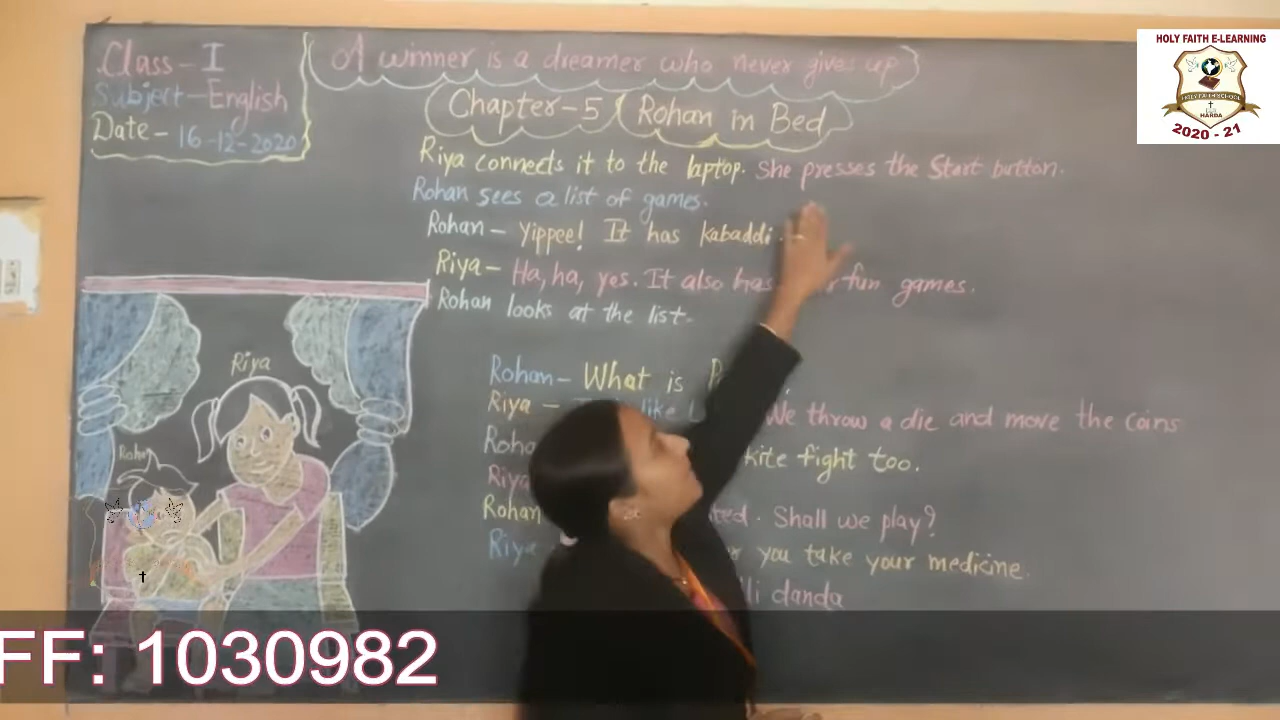 Class - I
Subject - English
Date - 16-12-2020
A winner is a dreamer who never gives up
Chapter - 5 Rohan in Bed
Riya connects it to the laptop. She presses the Start button.
Rohan sees a list of games.
Rohan - Yippee! It has kabaddi.
Riya - Ha, ha, yes. It also has fun games.
Rohan looks at the list.
Rohan - What is
Riya - like We throw a die and move the coins
kite fight too.
Riya
Rohan Shall we play?
Riya you take your medicine.
danda
Riya
HOLY FAITH E-LEARNING
HOLY FAITH SCHOOL
HARDA
2020 - 21
FF: 1030982